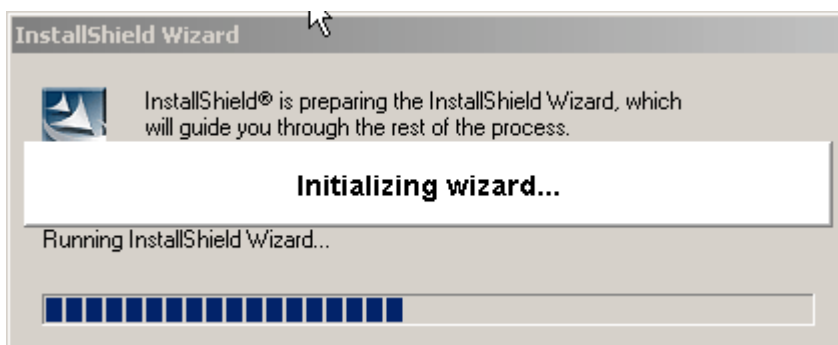 InstallShield Wizard
InstallShield® is preparing the InstallShield Wizard, which
will guide you through the rest of the process.
Initializing wizard...
Running InstallShield Wizard...